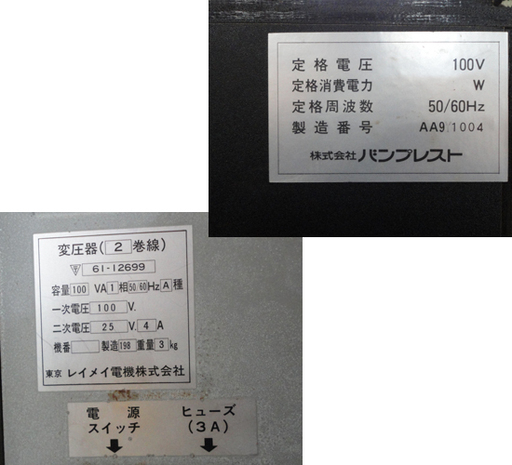 定格電圧 100V
定格消費電力 W
定格周波数 50/60Hz
製造番号 AA9.1004
株式会社 バンプレスト
変圧器(2巻線)
61-12699
容量 100 VA 1 相 50.60 Hz A 種
一次電圧 100 V.
二次電圧 25 V. 4 A
機番 製造 198 重量 3 kg
東京 レイメイ電機株式会社
電源 ヒューズ
スイッチ (3A)